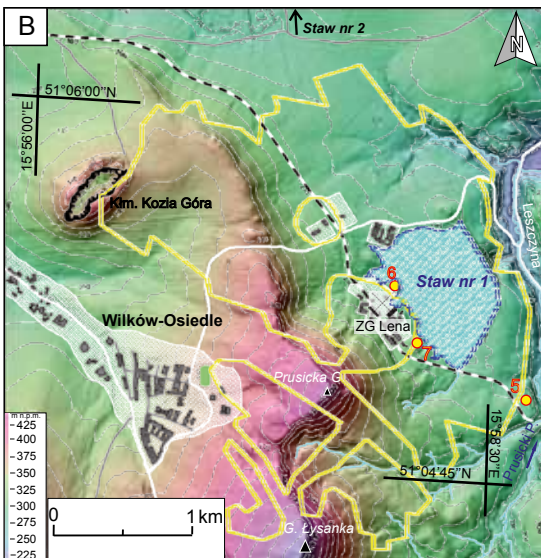 B
Staw nr 2
N
51°06'00"N
15°56'00"E
Kłm. Kozia Góra
Leszczyna
6
Staw nr 1
Wilków-Osiedle
ZG Lena
7
Prusicka G.
5
m n.p.m.
425
400
375
350
325
300
275
250
225
15°58'30"E
Prusicki P.
51°04'45"N
0
1 km
G. Łysanka